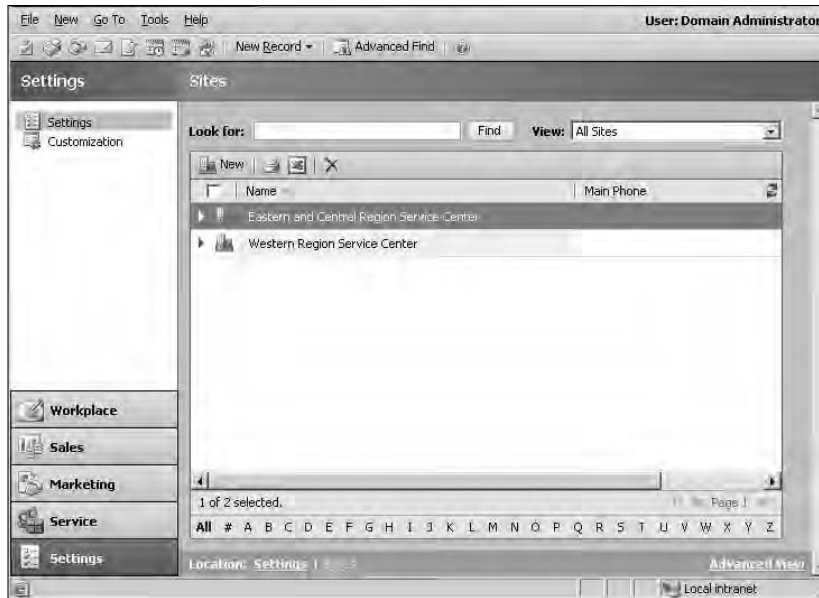 File New Go To Tools Help User: Domain Administrator
New Record Advanced Find
Settings Sites
Settings
Customization
Look for: Find View: All Sites
New
Name Main Phone
Eastern and Central Region Service Center
Western Region Service Center
Workplace
Sales
Marketing
Service
Settings
1 of 2 selected. Page 1
All # A B C D E F G H I J K L M N O P Q R S T U V W X Y Z
Location: Settings
Advanced View
Local intranet